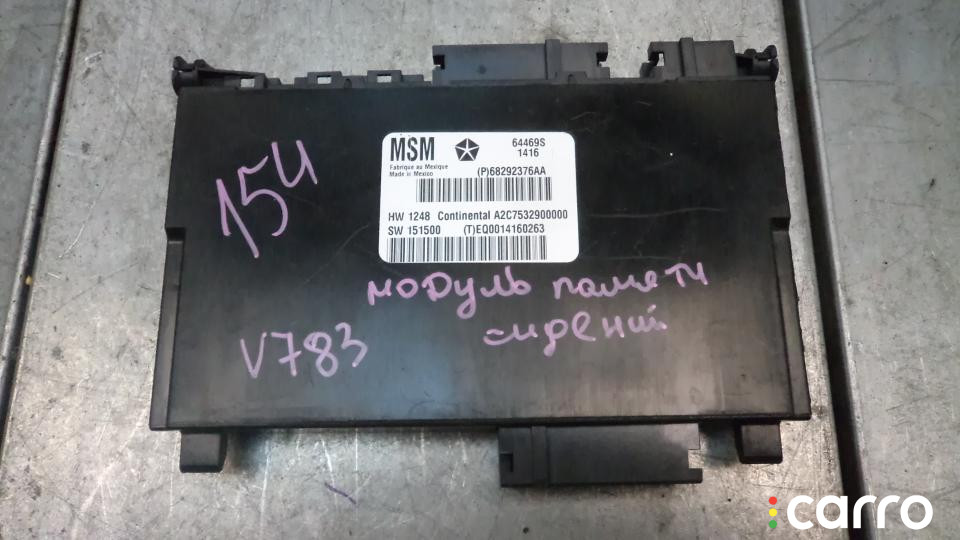 MSM
64469S
1416
Fabrique au Mexique
Made in Mexico
(P)68292376AA
HW 1248 Continental A2C7532900000
SW 151500 (T)EQ0014160263
154
модуль памяти
сидений
V783
carro